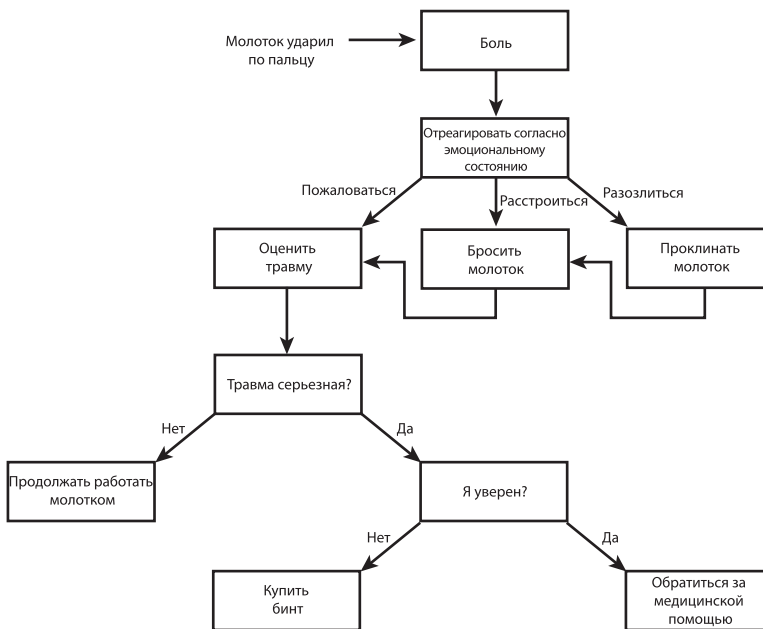 Молоток ударил
по пальцу
Боль
Отреагировать согласно
эмоциональному
состоянию
Пожаловаться
Расстроиться
Разозлиться
Оценить
травму
Бросить
молоток
Проклинать
молоток
Травма серьезная?
Нет
Да
Продолжать работать
молотком
Я уверен?
Нет
Да
Купить
бинт
Обратиться за
медицинской
помощью